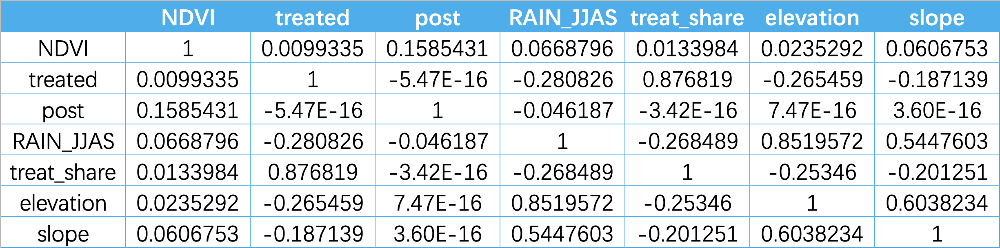 NDVI treated post RAIN_JJAS treat_share elevation slope
NDVI 1 0.0099335 0.1585431 0.0668796 0.0133984 0.0235292 0.0606753
treated 0.0099335 1 -5.47E-16 -0.280826 0.876819 -0.265459 -0.187139
post 0.1585431 -5.47E-16 1 -0.046187 -3.42E-16 7.47E-16 3.60E-16
RAIN_JJAS 0.0668796 -0.280826 -0.046187 1 -0.268489 0.8519572 0.5447603
treat_share 0.0133984 0.876819 -3.42E-16 -0.268489 1 -0.25346 -0.201251
elevation 0.0235292 -0.265459 7.47E-16 0.8519572 -0.25346 1 0.6038234
slope 0.0606753 -0.187139 3.60E-16 0.5447603 -0.201251 0.6038234 1